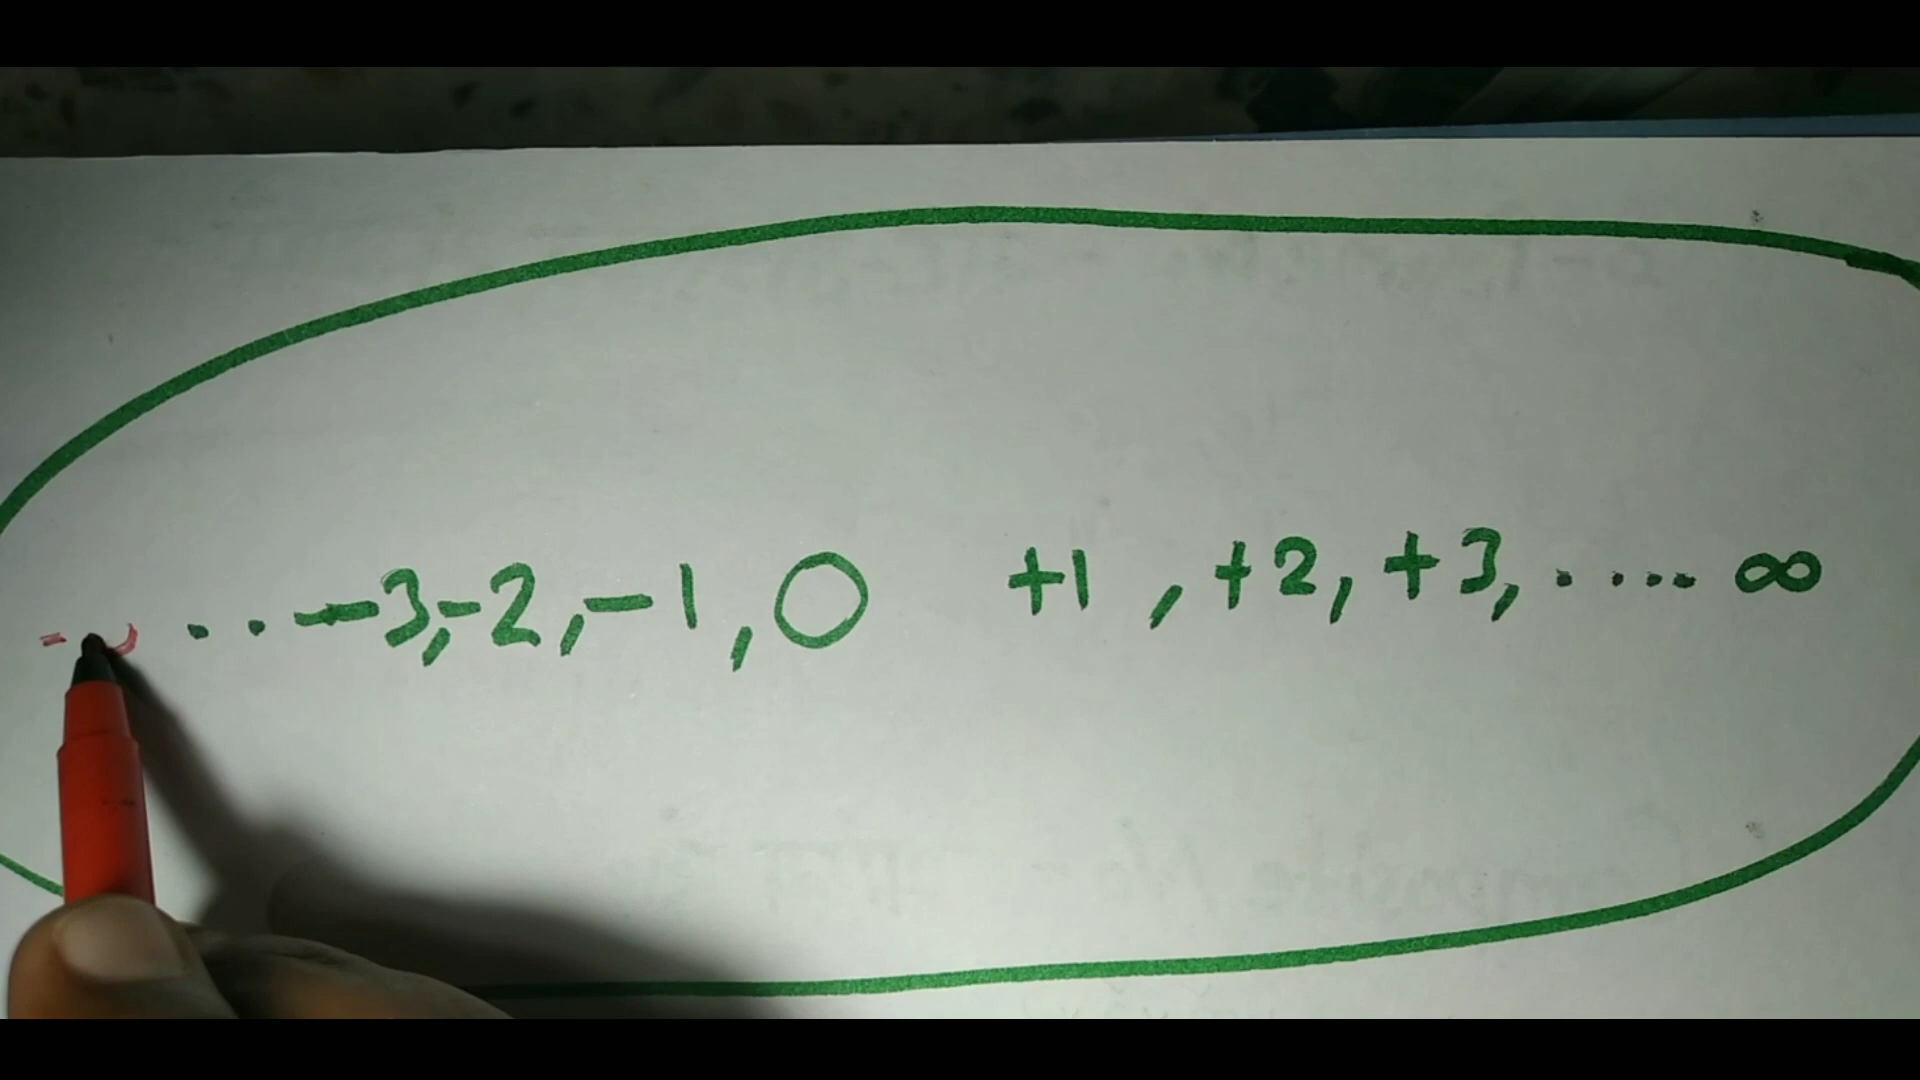 - .. -3,-2,-1,0 +1,+2,+3,..... ∞